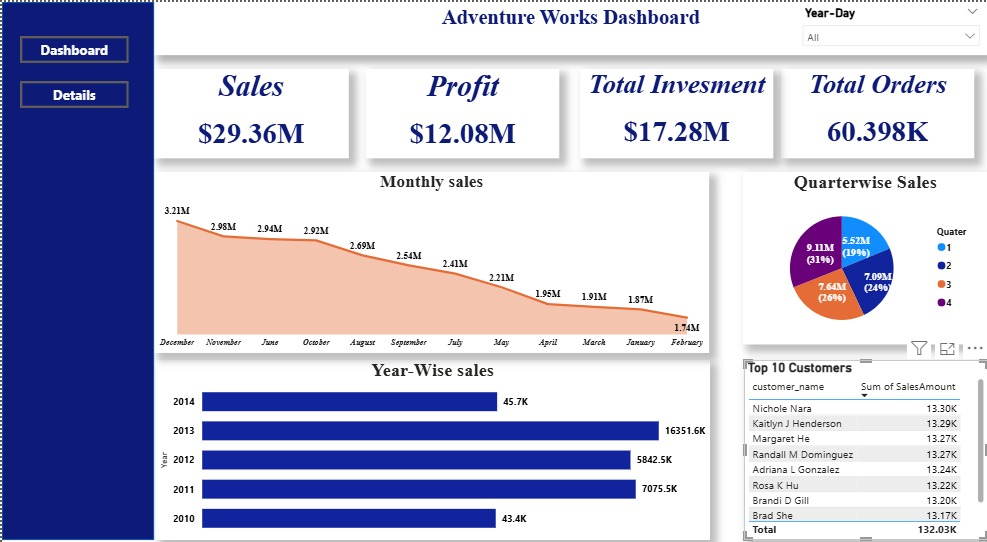 Adventure Works Dashboard
Year-Day
All
Dashboard
Details
Sales
$29.36M
Profit
$12.08M
Total Invesment
$17.28M
Total Orders
60.398K
Monthly sales
3.21M 2.98M 2.94M 2.92M 2.69M 2.54M 2.41M 2.21M 1.95M 1.91M 1.87M 1.74M
December November June October August September July May April March January February
Quarterwise Sales
9.11M (31%)
5.52M (19%)
7.09M (24%)
7.64M (26%)
Quater
1
2
3
4
Year-Wise sales
Year
2014 45.7K
2013 16351.6K
2012 5842.5K
2011 7075.5K
2010 43.4K
Top 10 Customers
customer_name Sum of SalesAmount
Nichole Nara 13.30K
Kaitlyn J Henderson 13.29K
Margaret He 13.27K
Randall M Dominguez 13.27K
Adriana L Gonzalez 13.24K
Rosa K Hu 13.22K
Brandi D Gill 13.20K
Brad She 13.17K
Total 132.03K